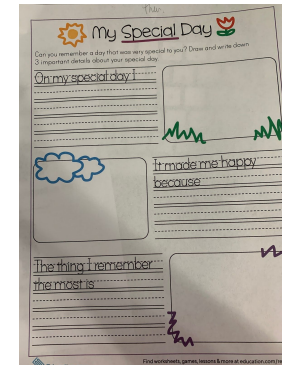 Thu.
My Special Day
Can you remember a day that was very special to you? Draw and write down
3 important details about your special day.
On my special day I
It made me happy
because
The thing I remember
the most is
Find worksheets, games, lessons & more at education.com/re